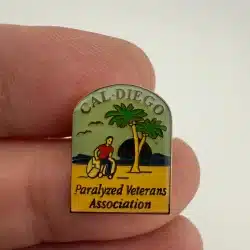 CAL-DIEGO
Paralyzed Veterans
Association